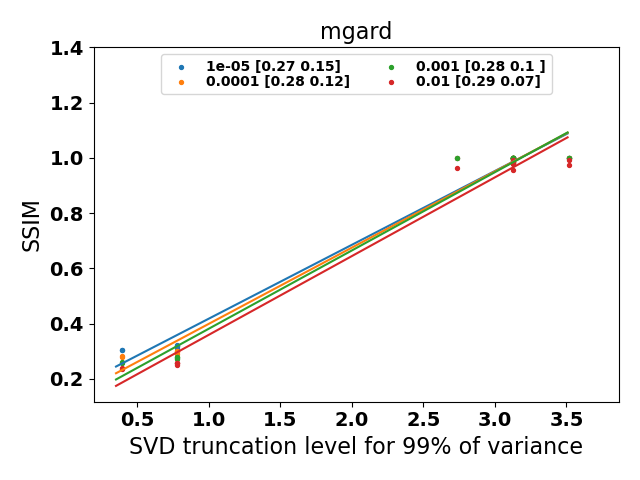 mgard
1e-05 [0.27 0.15]
0.0001 [0.28 0.12]
0.001 [0.28 0.1 ]
0.01 [0.29 0.07]
1.4
1.2
1.0
0.8
0.6
0.4
0.2
SSIM
0.5 1.0 1.5 2.0 2.5 3.0 3.5
SVD truncation level for 99% of variance